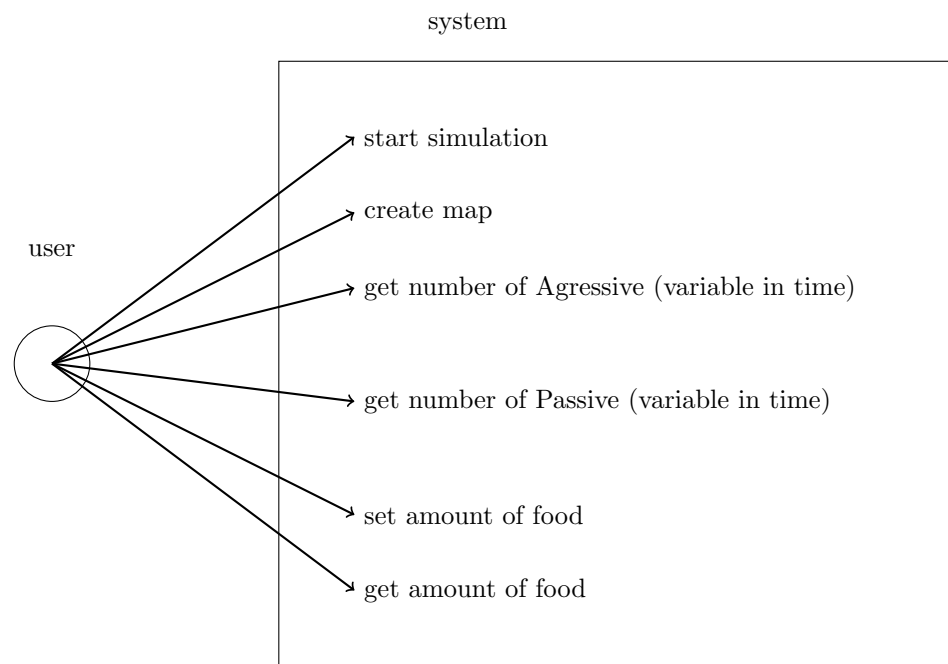 system
start simulation
create map
user
get number of Agressive (variable in time)
get number of Passive (variable in time)
set amount of food
get amount of food